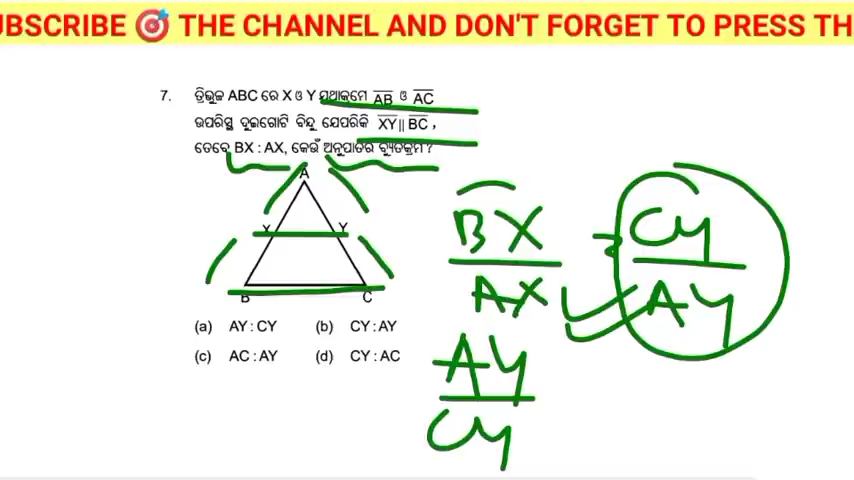 UBSCRIBE 🎯 THE CHANNEL AND DON'T FORGET TO PRESS TH
7. ତ୍ରିଭୁଜ ABC ରେ X ଓ Y ଯଥାକ୍ରମେ AB ଓ AC
ଉପରିସ୍ଥ ଦୁଇଗୋଟି ବିନ୍ଦୁ ଯେପରିକି XY || BC,
ତେବେ BX : AX, କେଉଁ ଅନୁପାତର ବ୍ୟୁତକ୍ରମ ?
A
X Y
B C
(a) AY : CY (b) CY : AY
(c) AC : AY (d) CY : AC
BX = CY
AX AY
AY
CY